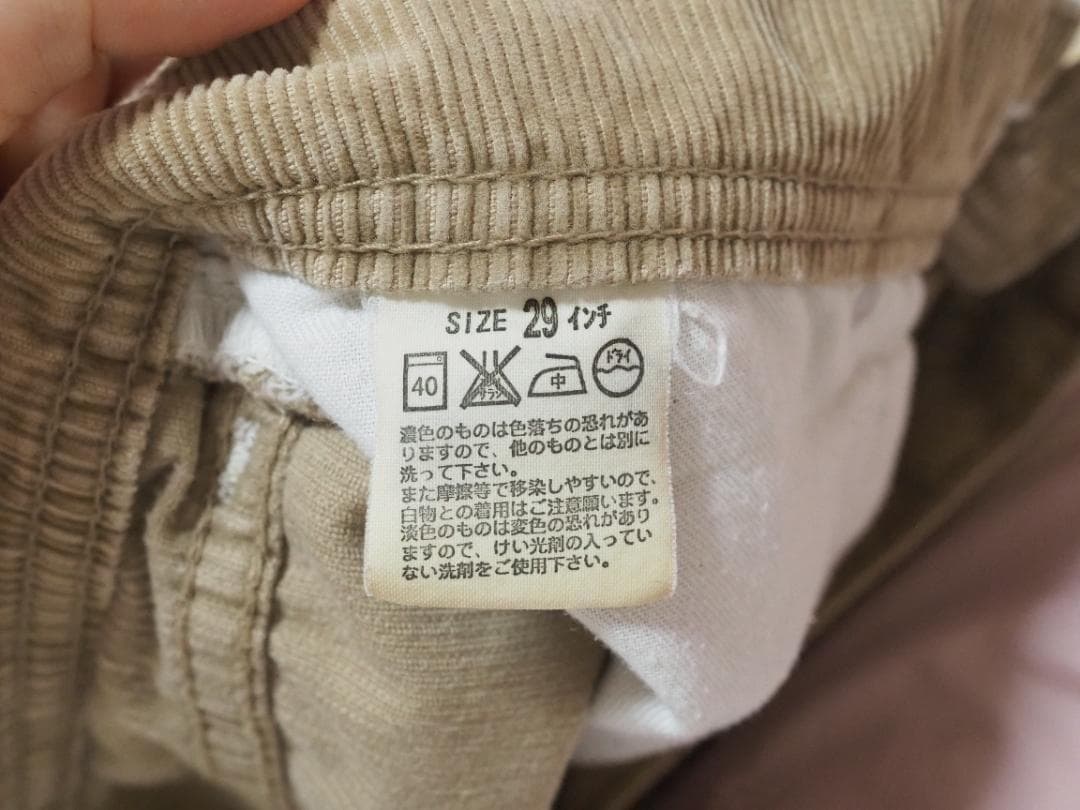 SIZE 29 インチ
40 サラシ 中 ドライ
濃色のものは色落ちの恐れがあ
りますので、他のものとは別に
洗って下さい。
また摩擦等で移染しやすいので、
白物との着用はご注意願います。
淡色のものは変色の恐れがあり
ますので、けい光剤の入ってい
ない洗剤をご使用下さい。